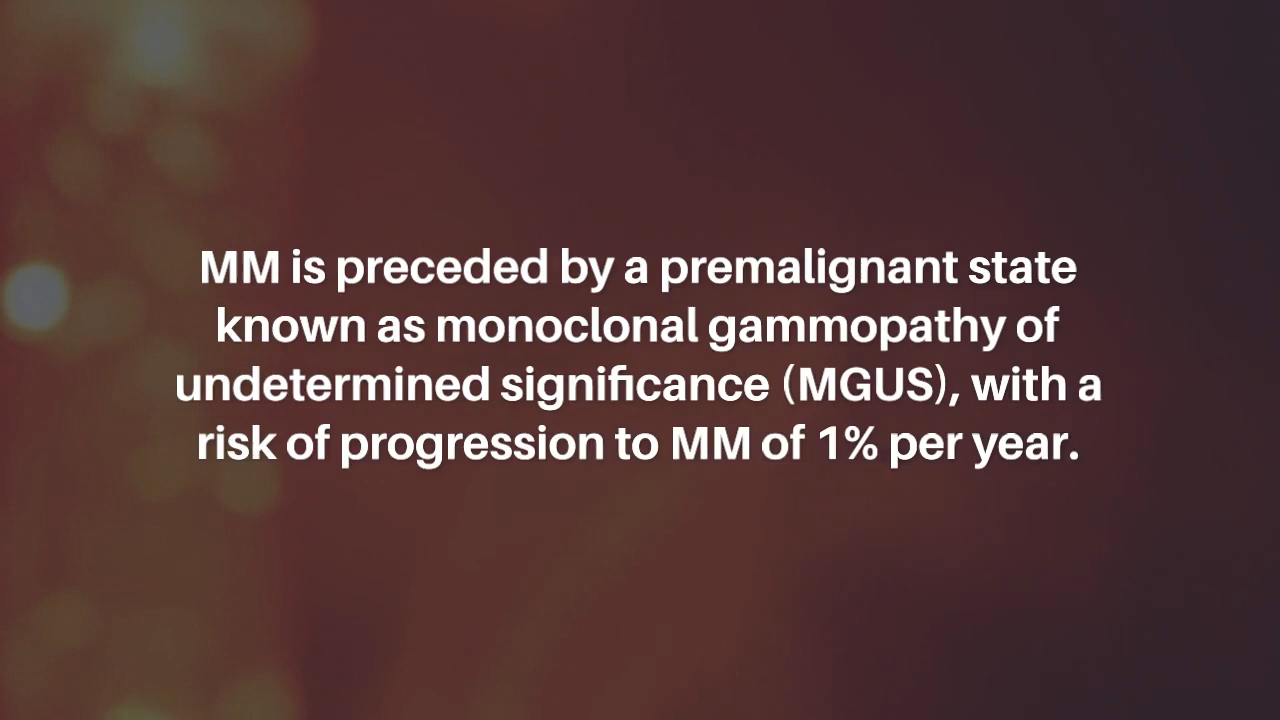 MM is preceded by a premalignant state
known as monoclonal gammopathy of
undetermined significance (MGUS), with a
risk of progression to MM of 1% per year.